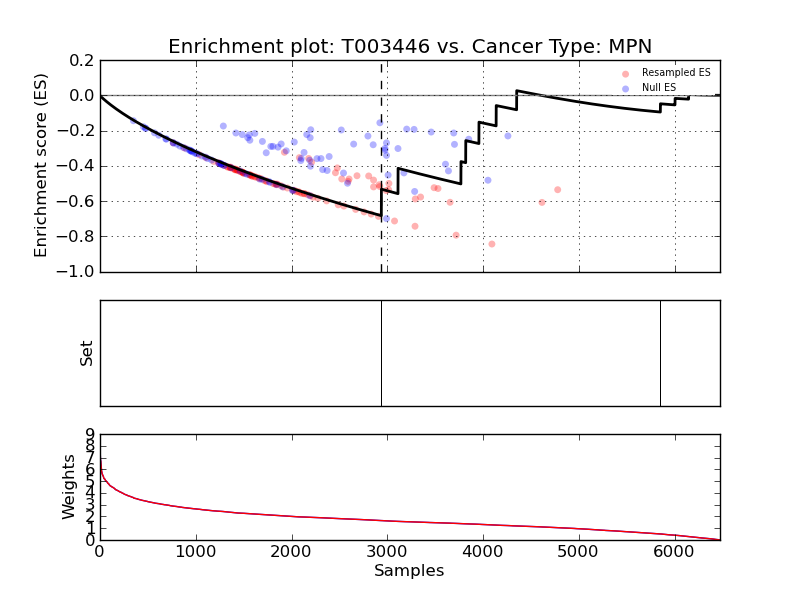 Enrichment plot: T003446 vs. Cancer Type: MPN
Enrichment score (ES)
0.2
0.0
−0.2
−0.4
−0.6
−0.8
−1.0
Resampled ES
Null ES
Set
Weights
9
8
7
6
5
4
3
2
1
0
0 1000 2000 3000 4000 5000 6000
Samples